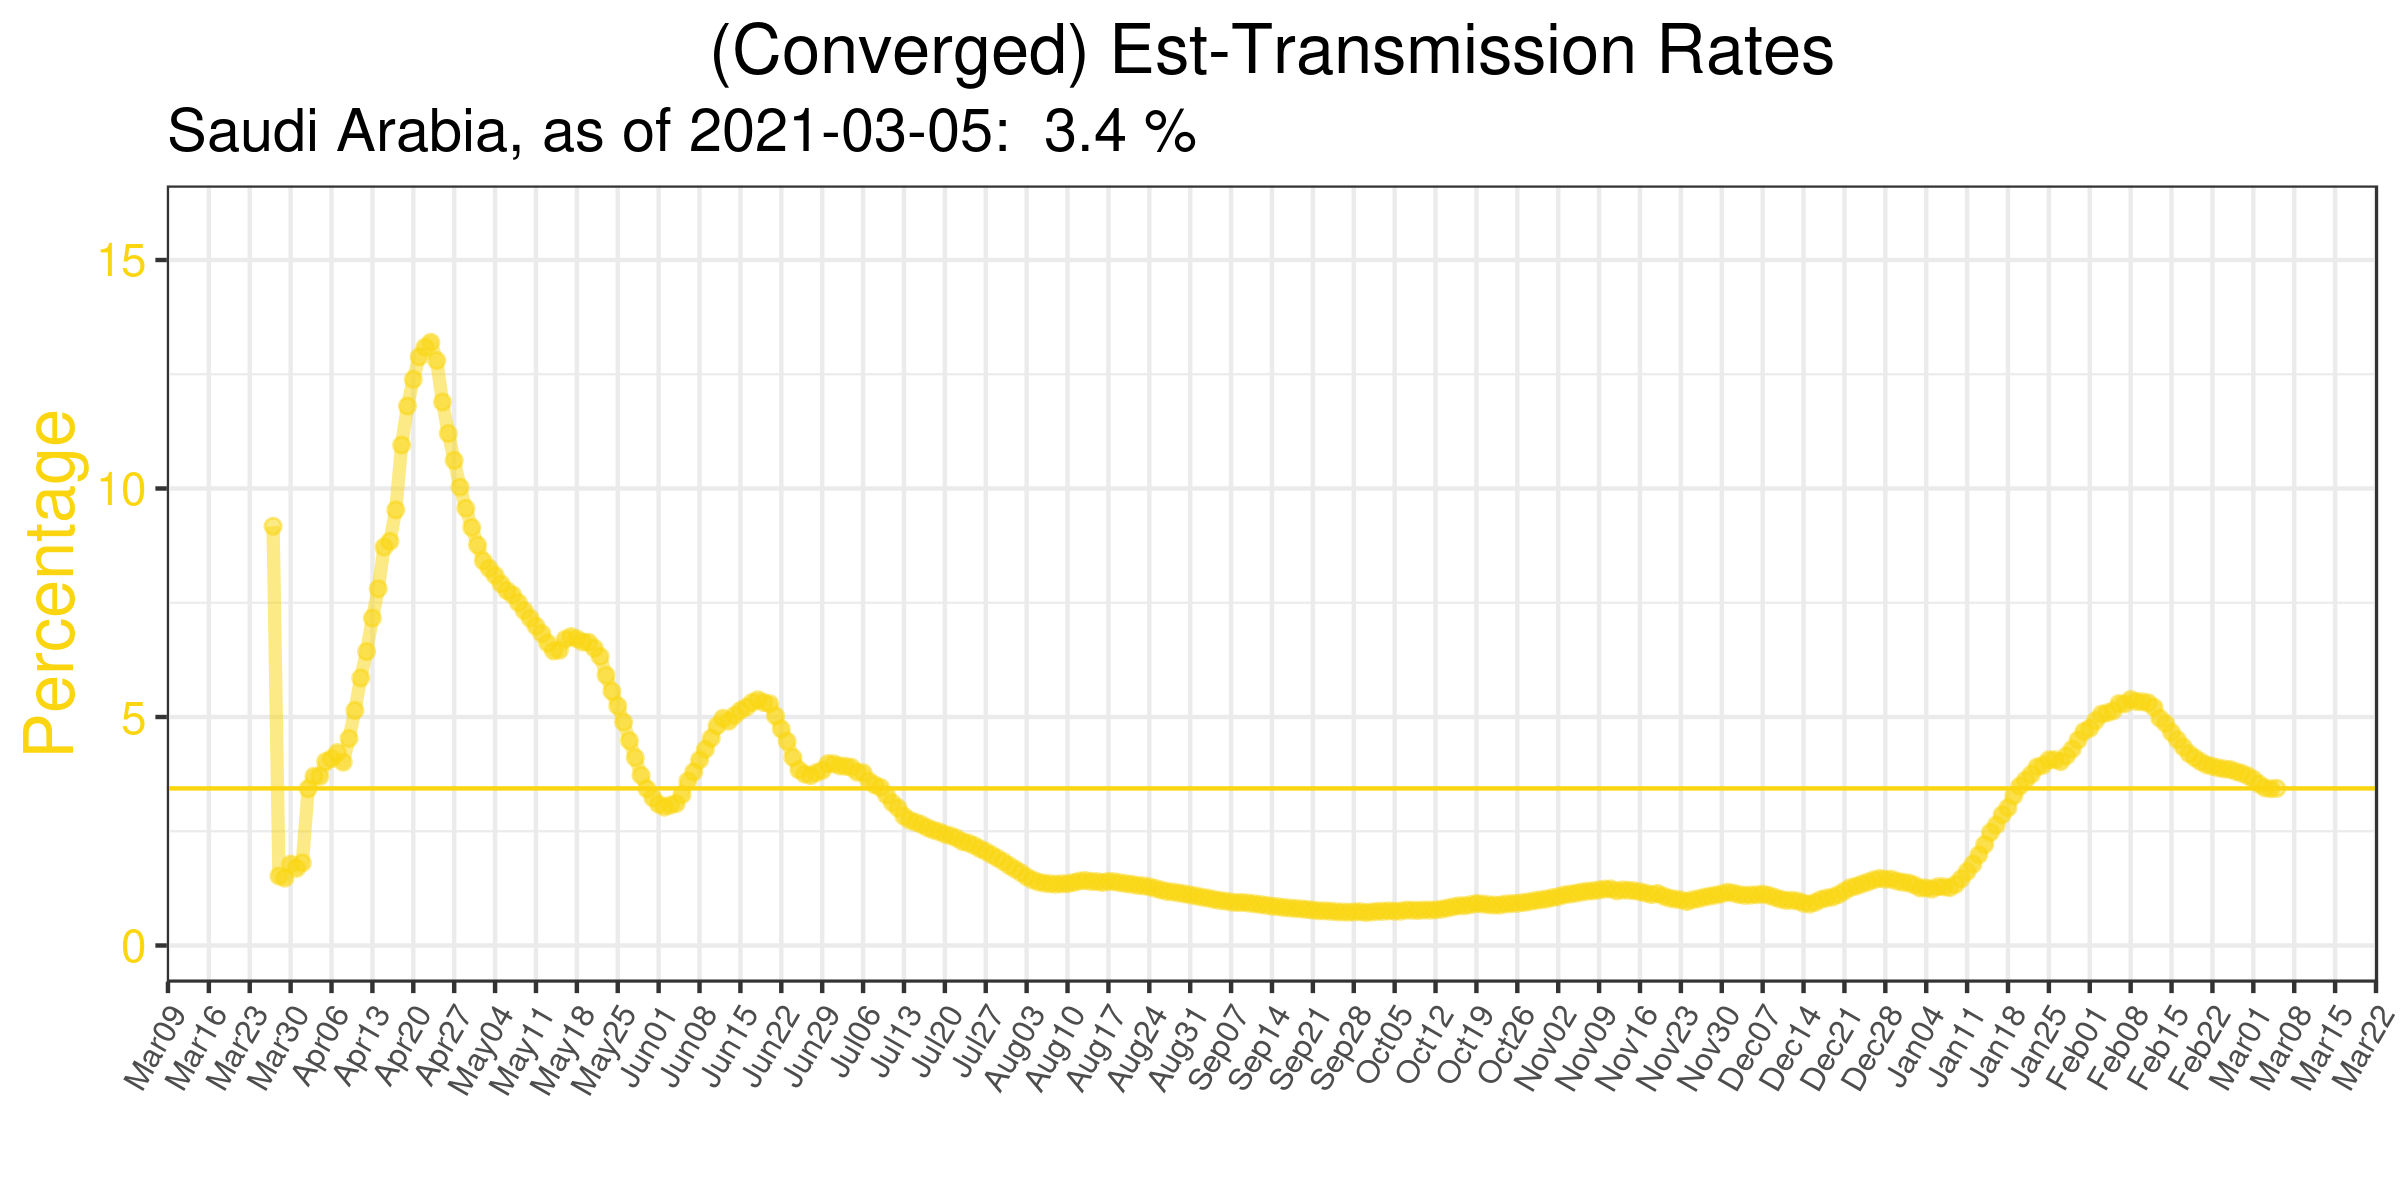 (Converged) Est-Transmission Rates
Saudi Arabia, as of 2021-03-05:  3.4 %
Percentage
15
10
5
0
Mar09
Mar16
Mar23
Mar30
Apr06
Apr13
Apr20
Apr27
May04
May11
May18
May25
Jun01
Jun08
Jun15
Jun22
Jun29
Jul06
Jul13
Jul20
Jul27
Aug03
Aug10
Aug17
Aug24
Aug31
Sep07
Sep14
Sep21
Sep28
Oct05
Oct12
Oct19
Oct26
Nov02
Nov09
Nov16
Nov23
Nov30
Dec07
Dec14
Dec21
Dec28
Jan04
Jan11
Jan18
Jan25
Feb01
Feb08
Feb15
Feb22
Mar01
Mar08
Mar15
Mar22